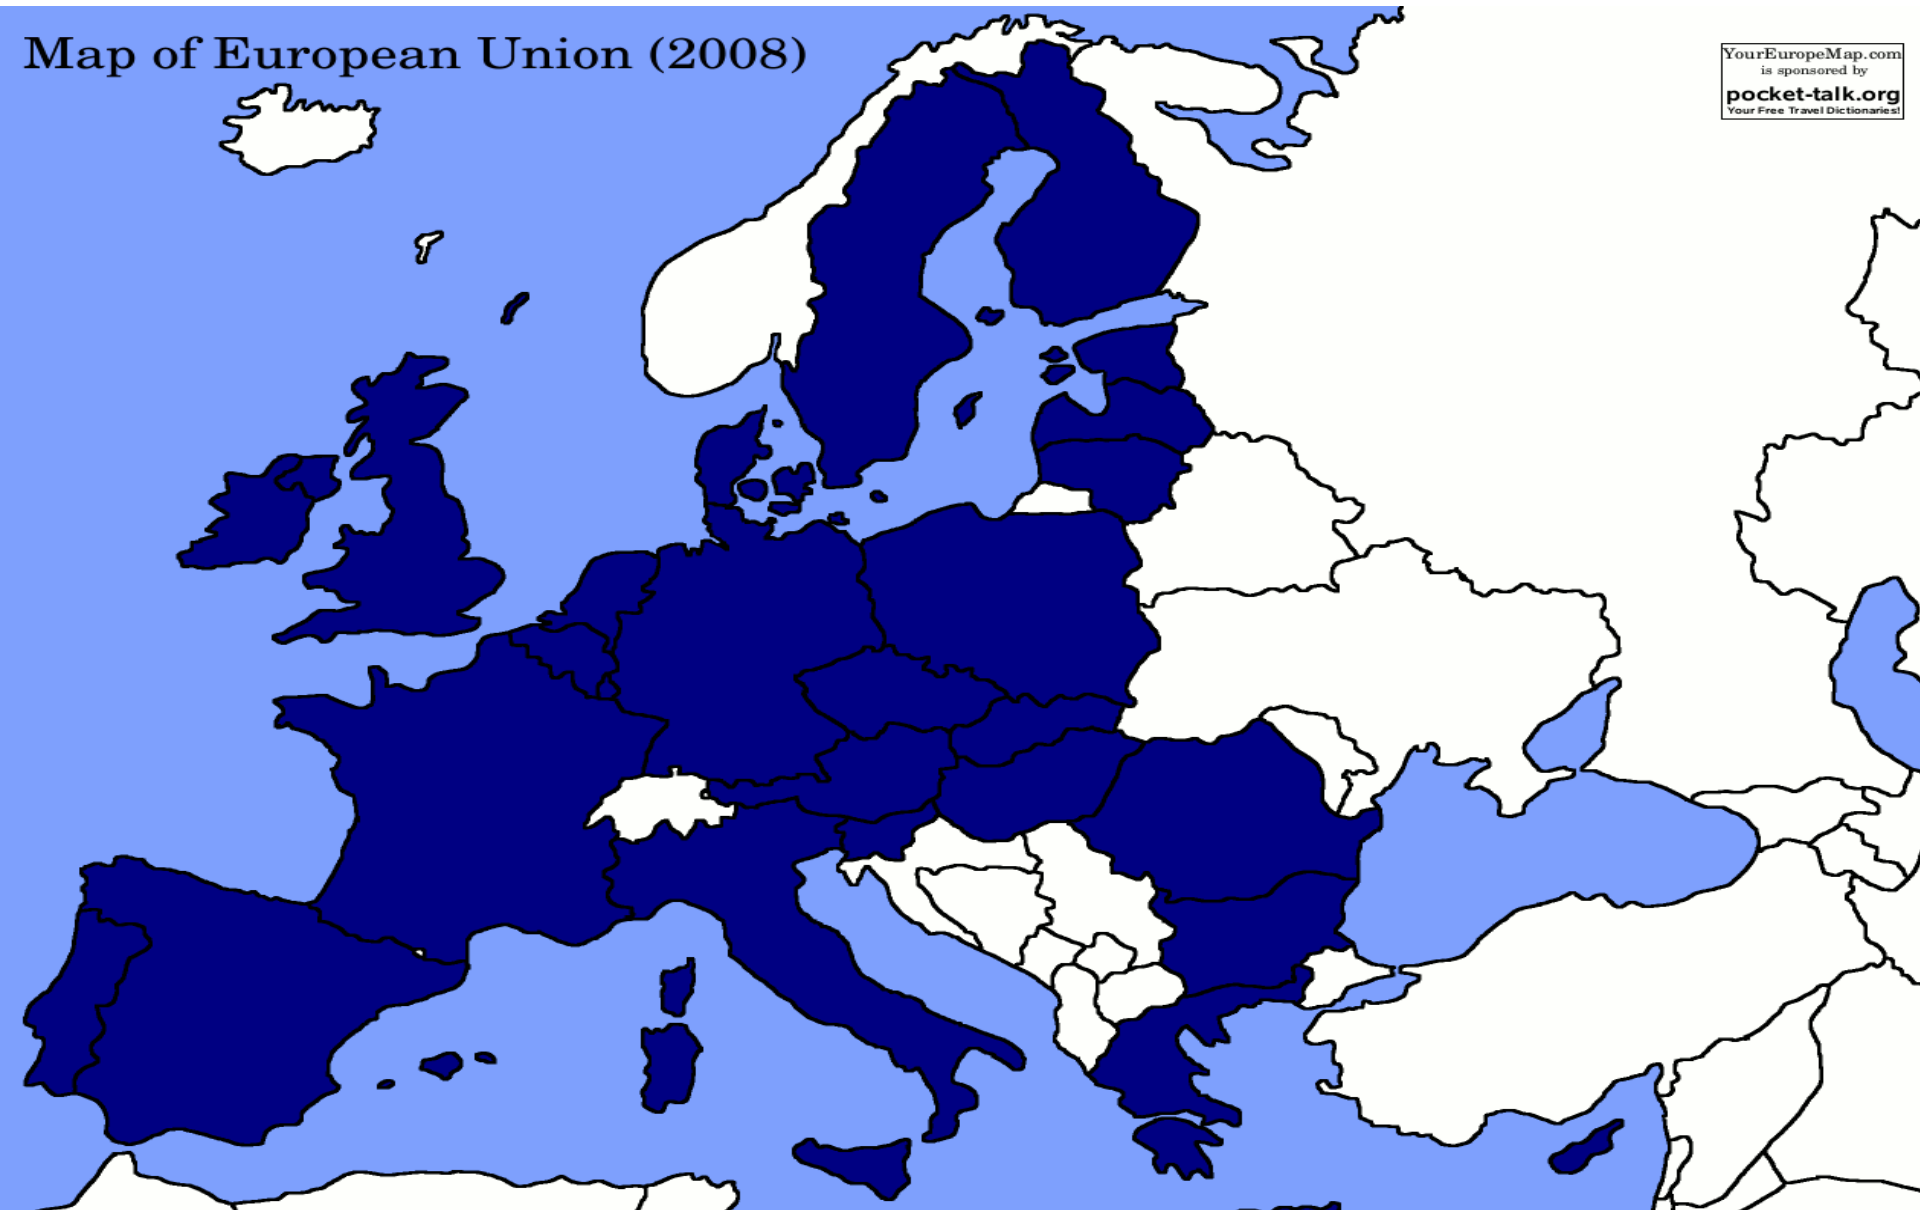 Map of European Union (2008)
YourEuropeMap.com
is sponsored by
pocket-talk.org
Your Free Travel Dictionaries!